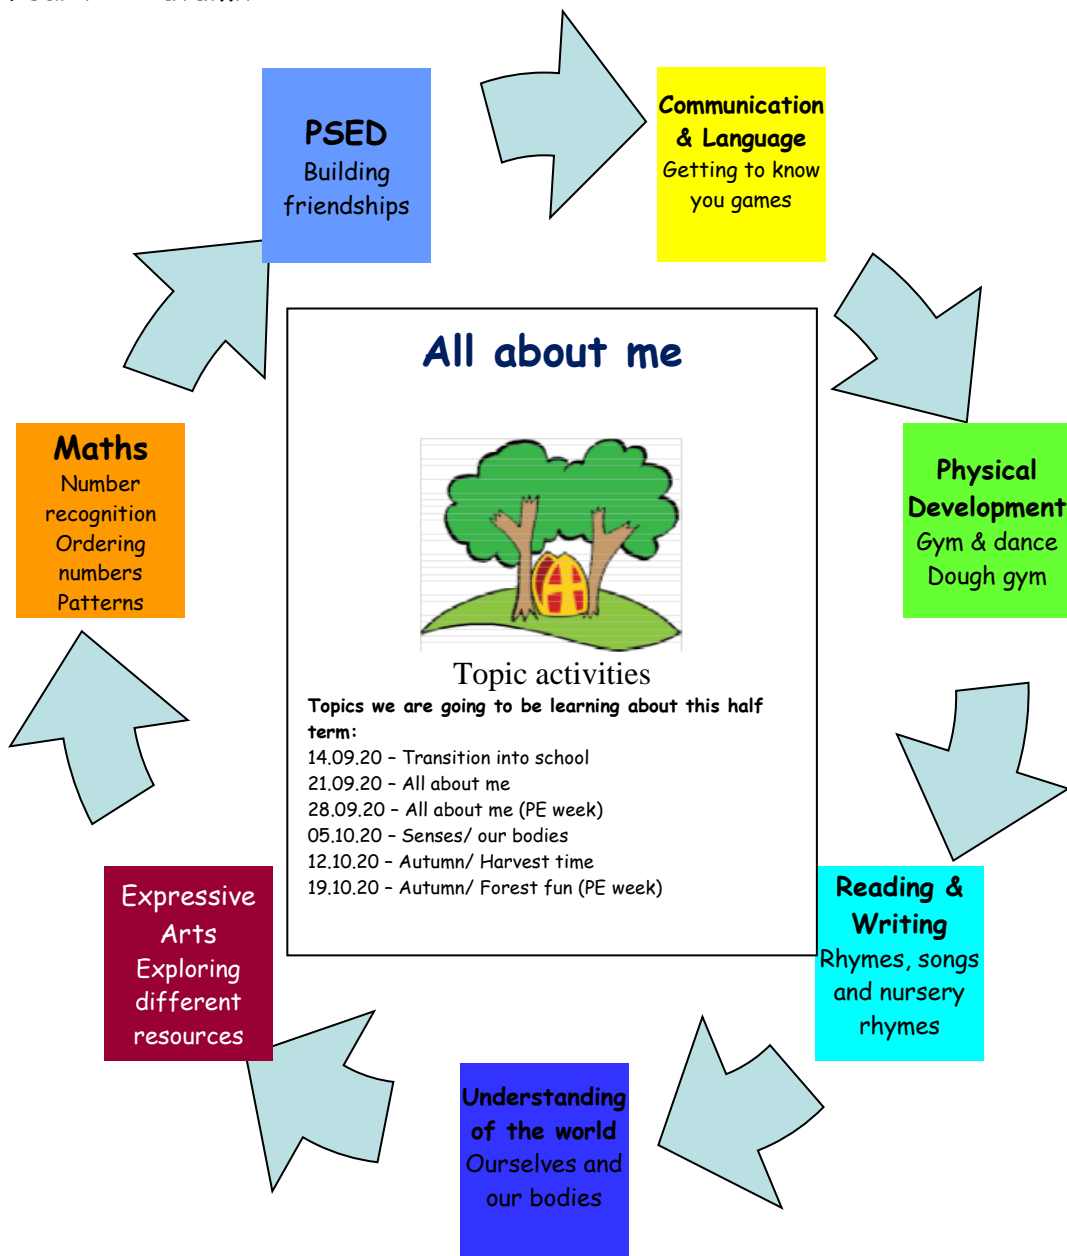 PSED
Building
friendships
Communication
& Language
Getting to know
you games
Physical
Development
Gym & dance
Dough gym
Reading &
Writing
Rhymes, songs
and nursery
rhymes
Understanding
of the world
Ourselves and
our bodies
Expressive
Arts
Exploring
different
resources
Maths
Number
recognition
Ordering
numbers
Patterns
All about me
Topic activities
Topics we are going to be learning about this half
term:
14.09.20 – Transition into school
21.09.20 – All about me
28.09.20 – All about me (PE week)
05.10.20 – Senses/ our bodies
12.10.20 – Autumn/ Harvest time
19.10.20 – Autumn/ Forest fun (PE week)